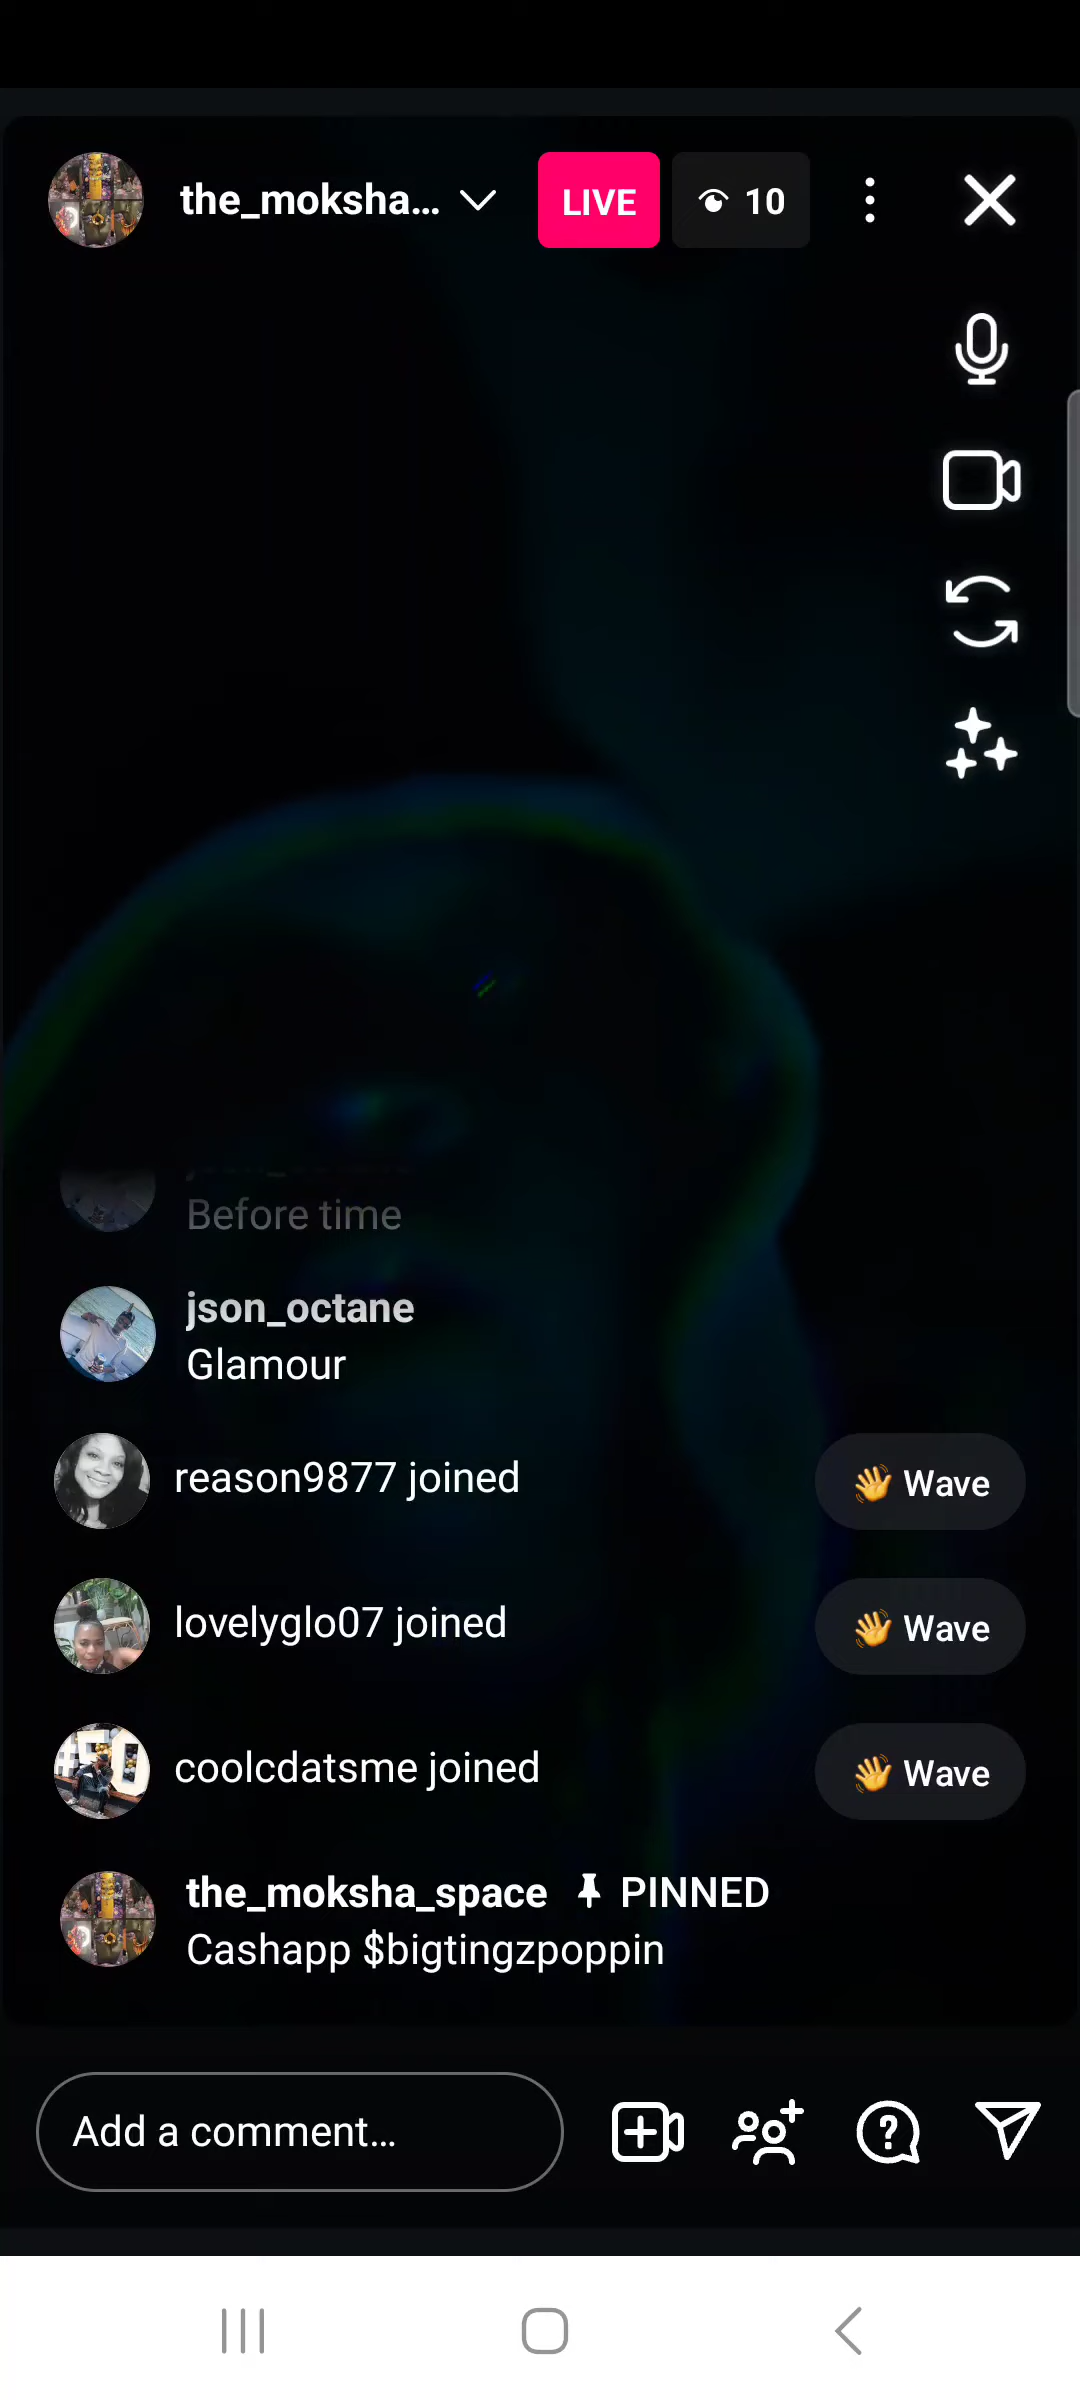 the_moksha...
LIVE
10
Before time
json_octane
Glamour
reason9877 joined
👋 Wave
lovelyglo07 joined
👋 Wave
coolcdatsme joined
👋 Wave
the_moksha_space PINNED
Cashapp $bigtingzpoppin
Add a comment...